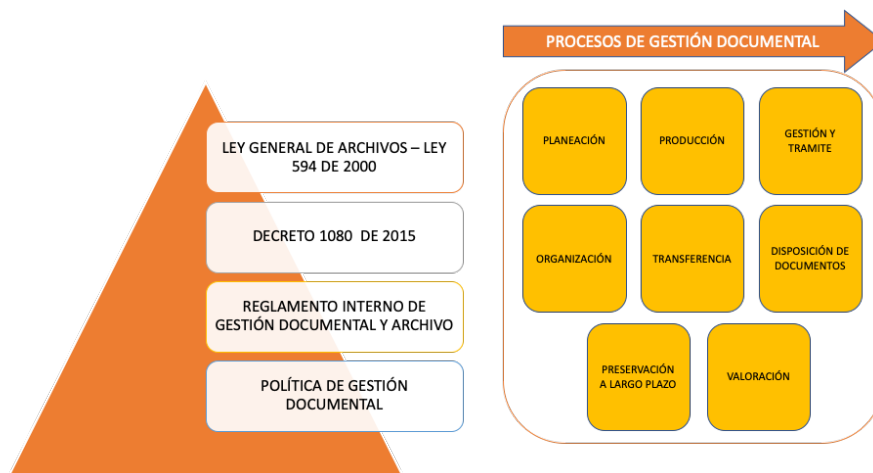 PROCESOS DE GESTIÓN DOCUMENTAL
LEY GENERAL DE ARCHIVOS – LEY
594 DE 2000
DECRETO 1080 DE 2015
REGLAMENTO INTERNO DE
GESTIÓN DOCUMENTAL Y ARCHIVO
POLÍTICA DE GESTIÓN
DOCUMENTAL
PLANEACIÓN
PRODUCCIÓN
GESTIÓN Y
TRAMITE
ORGANIZACIÓN
TRANSFERENCIA
DISPOSICIÓN DE
DOCUMENTOS
PRESERVACIÓN
A LARGO PLAZO
VALORACIÓN